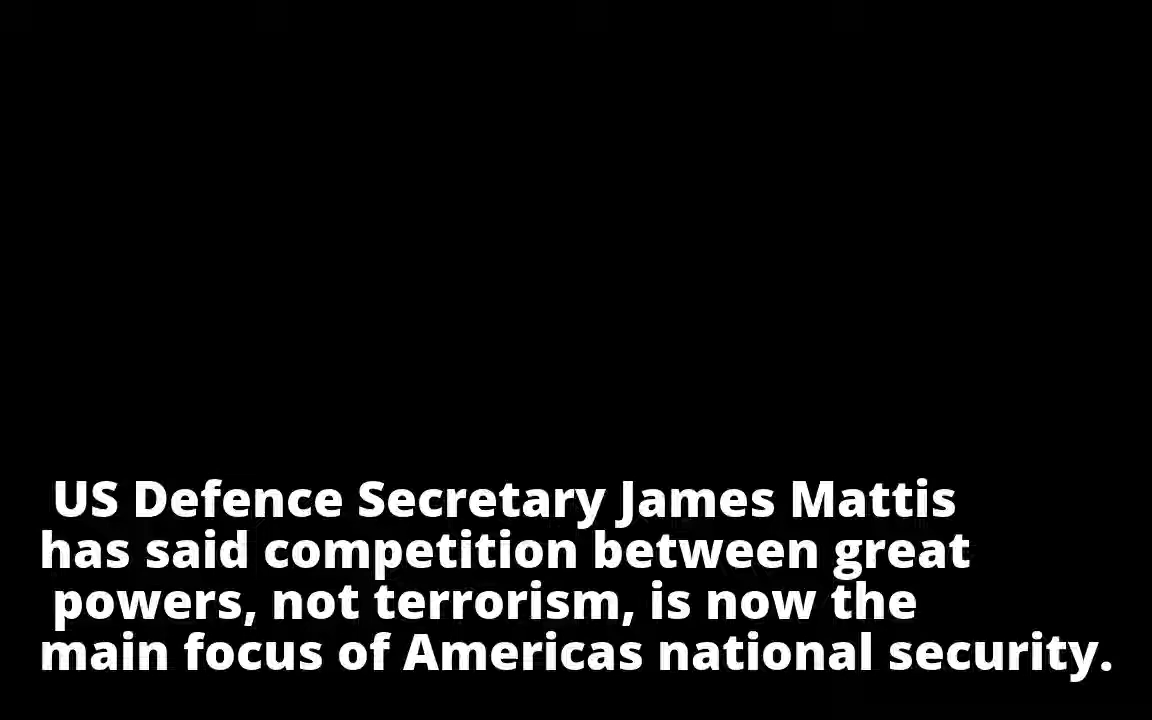 US Defence Secretary James Mattis
has said competition between great
powers, not terrorism, is now the
main focus of Americas national security.